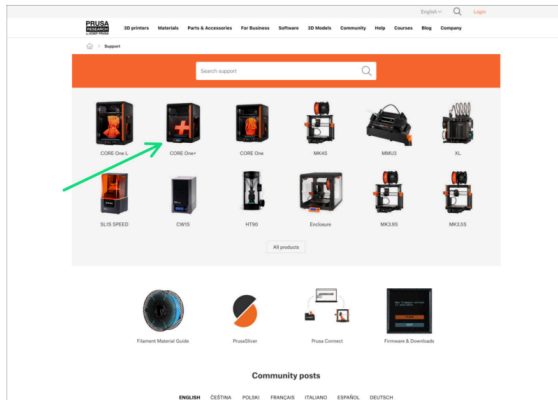 English
Login
PRUSA
RESEARCH
by JOSEF PRUSA
3D printers Materials Parts & Accessories For Business Software 3D Models Community Help Courses Blog Company
Support
Search support
CORE One L CORE One+ CORE One MK4S MMU3 XL
SL1S SPEED CW1S HT90 Enclosure MK3.9S MK3.5S
All products
Filament Material Guide PrusaSlicer Prusa Connect Firmware & Downloads
Community posts
ENGLISH ČEŠTINA POLSKI FRANÇAIS ITALIANO ESPAÑOL DEUTSCH